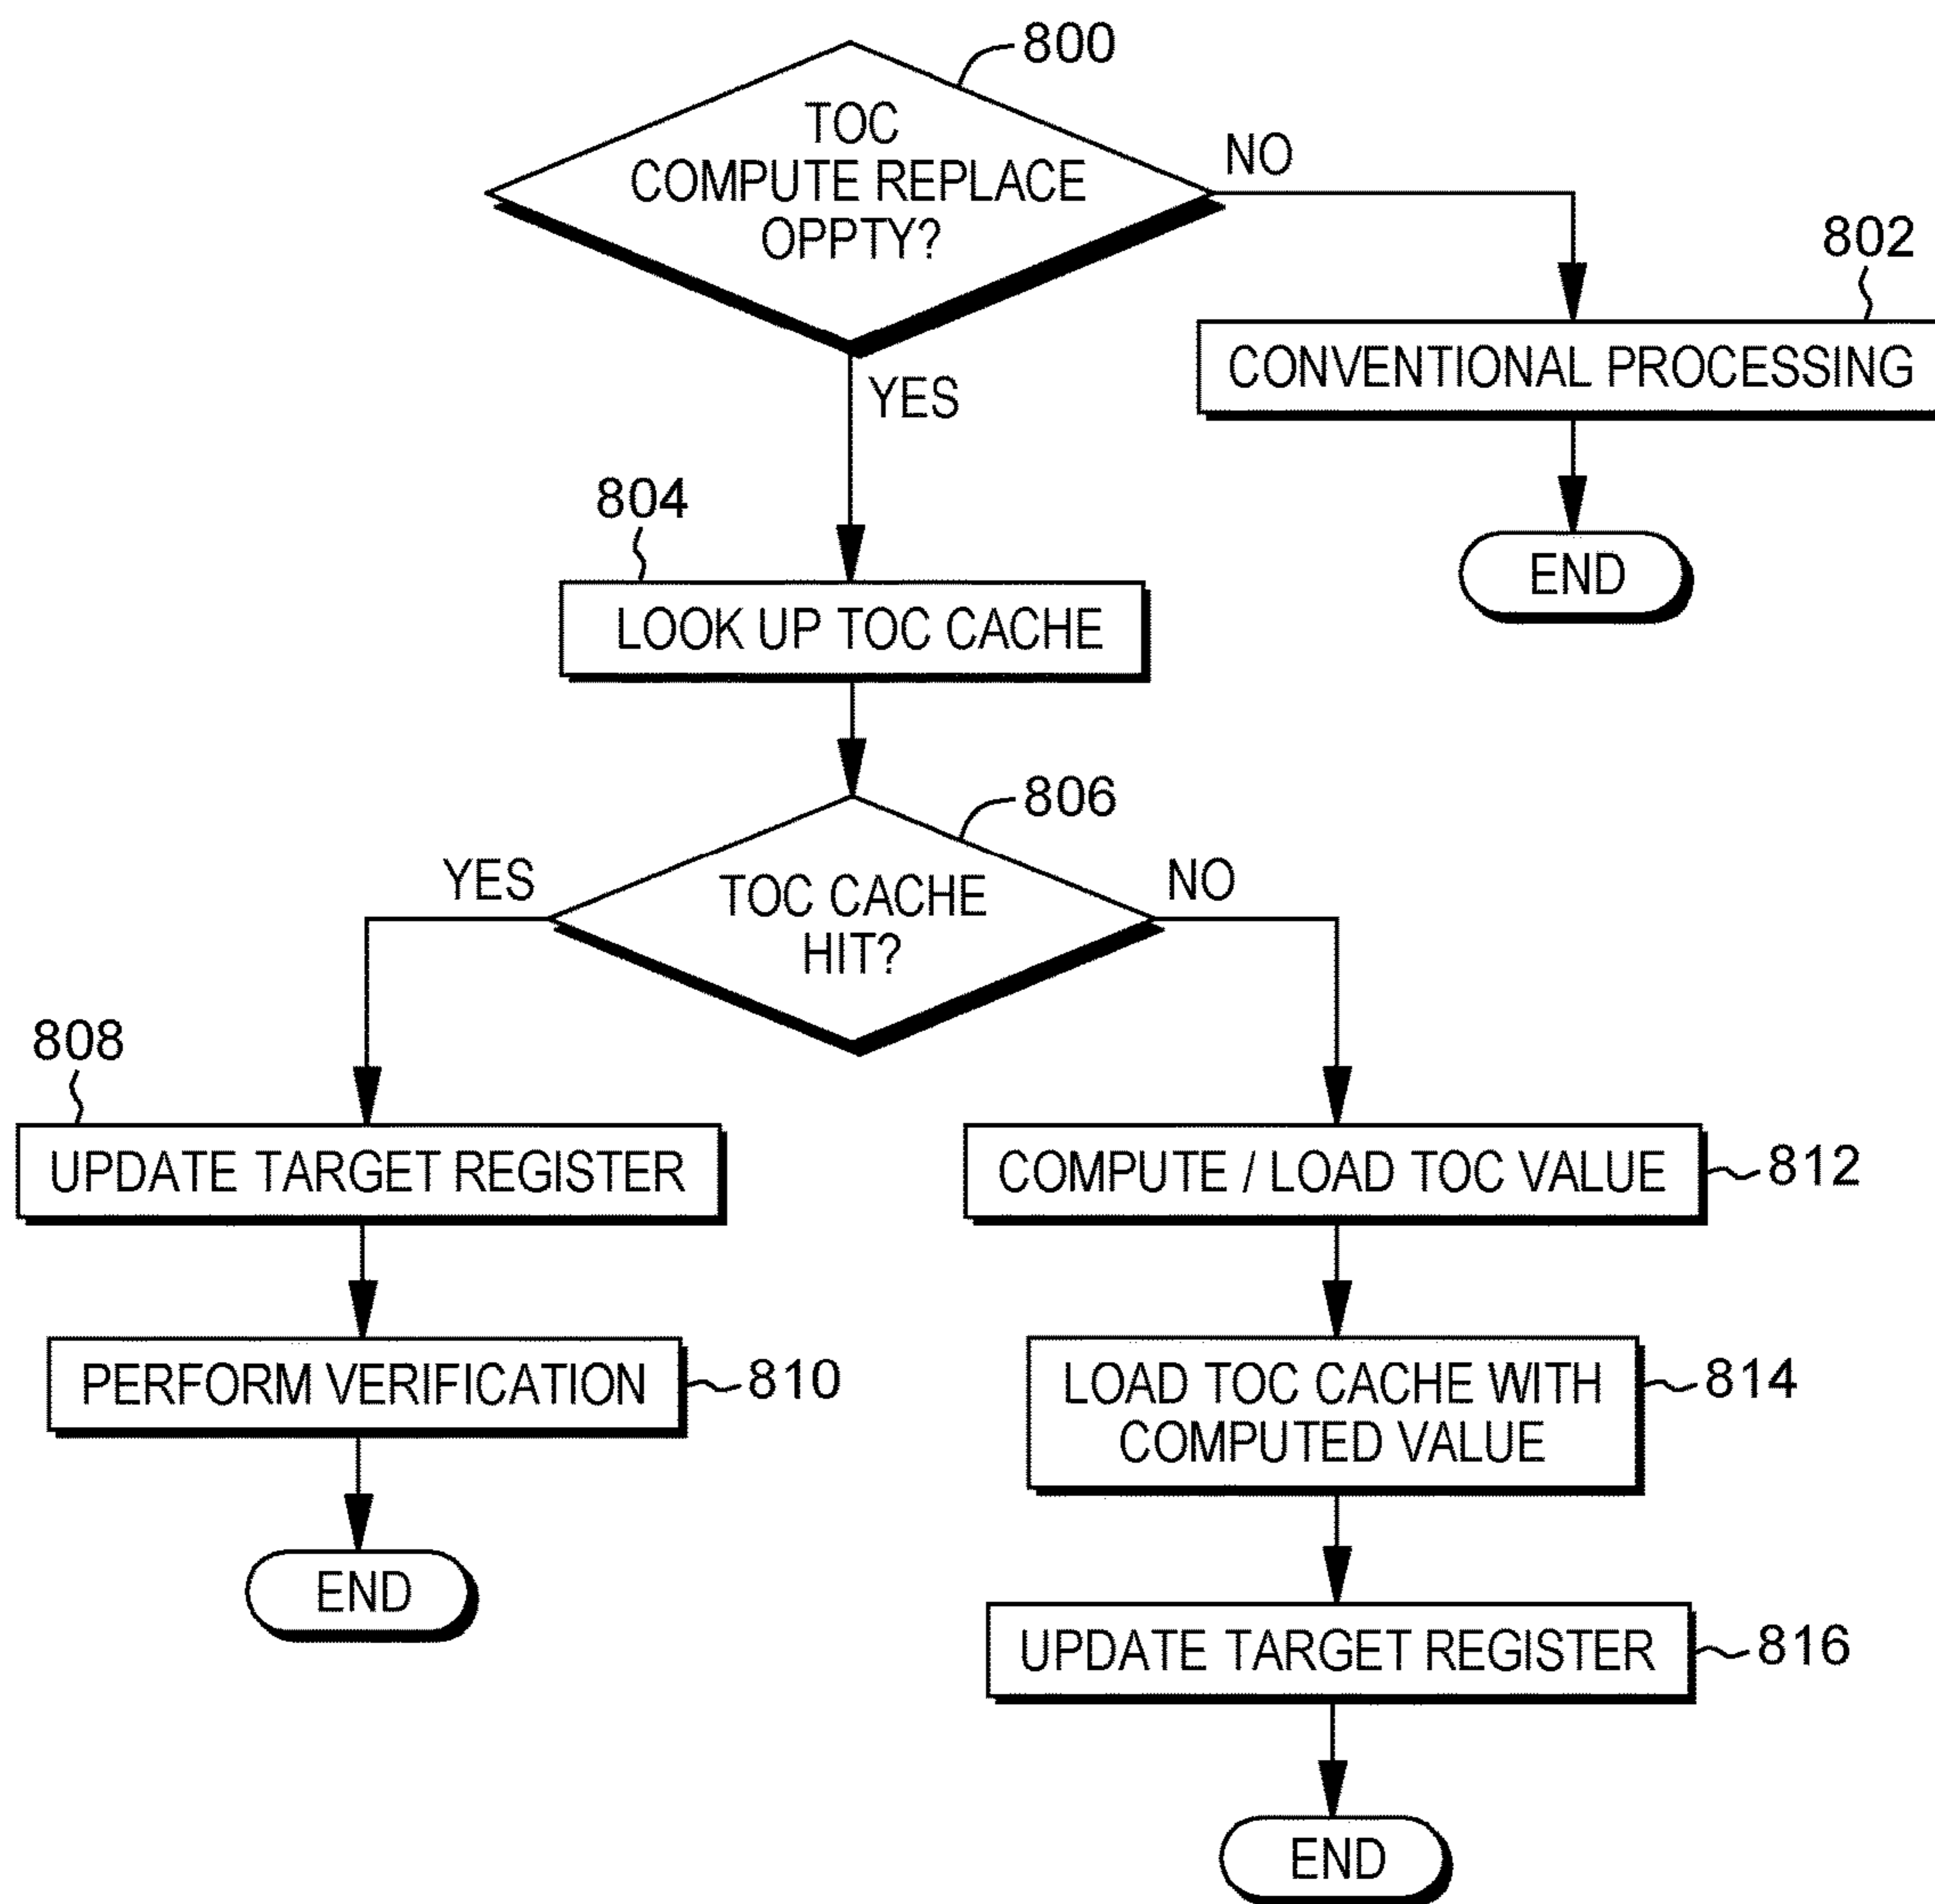 800
TOC
COMPUTE REPLACE
OPPTY?
NO
802
CONVENTIONAL PROCESSING
END
YES
804
LOOK UP TOC CACHE
806
TOC CACHE
HIT?
YES
NO
808
UPDATE TARGET REGISTER
PERFORM VERIFICATION
810
END
COMPUTE / LOAD TOC VALUE
812
LOAD TOC CACHE WITH
COMPUTED VALUE
814
UPDATE TARGET REGISTER
816
END